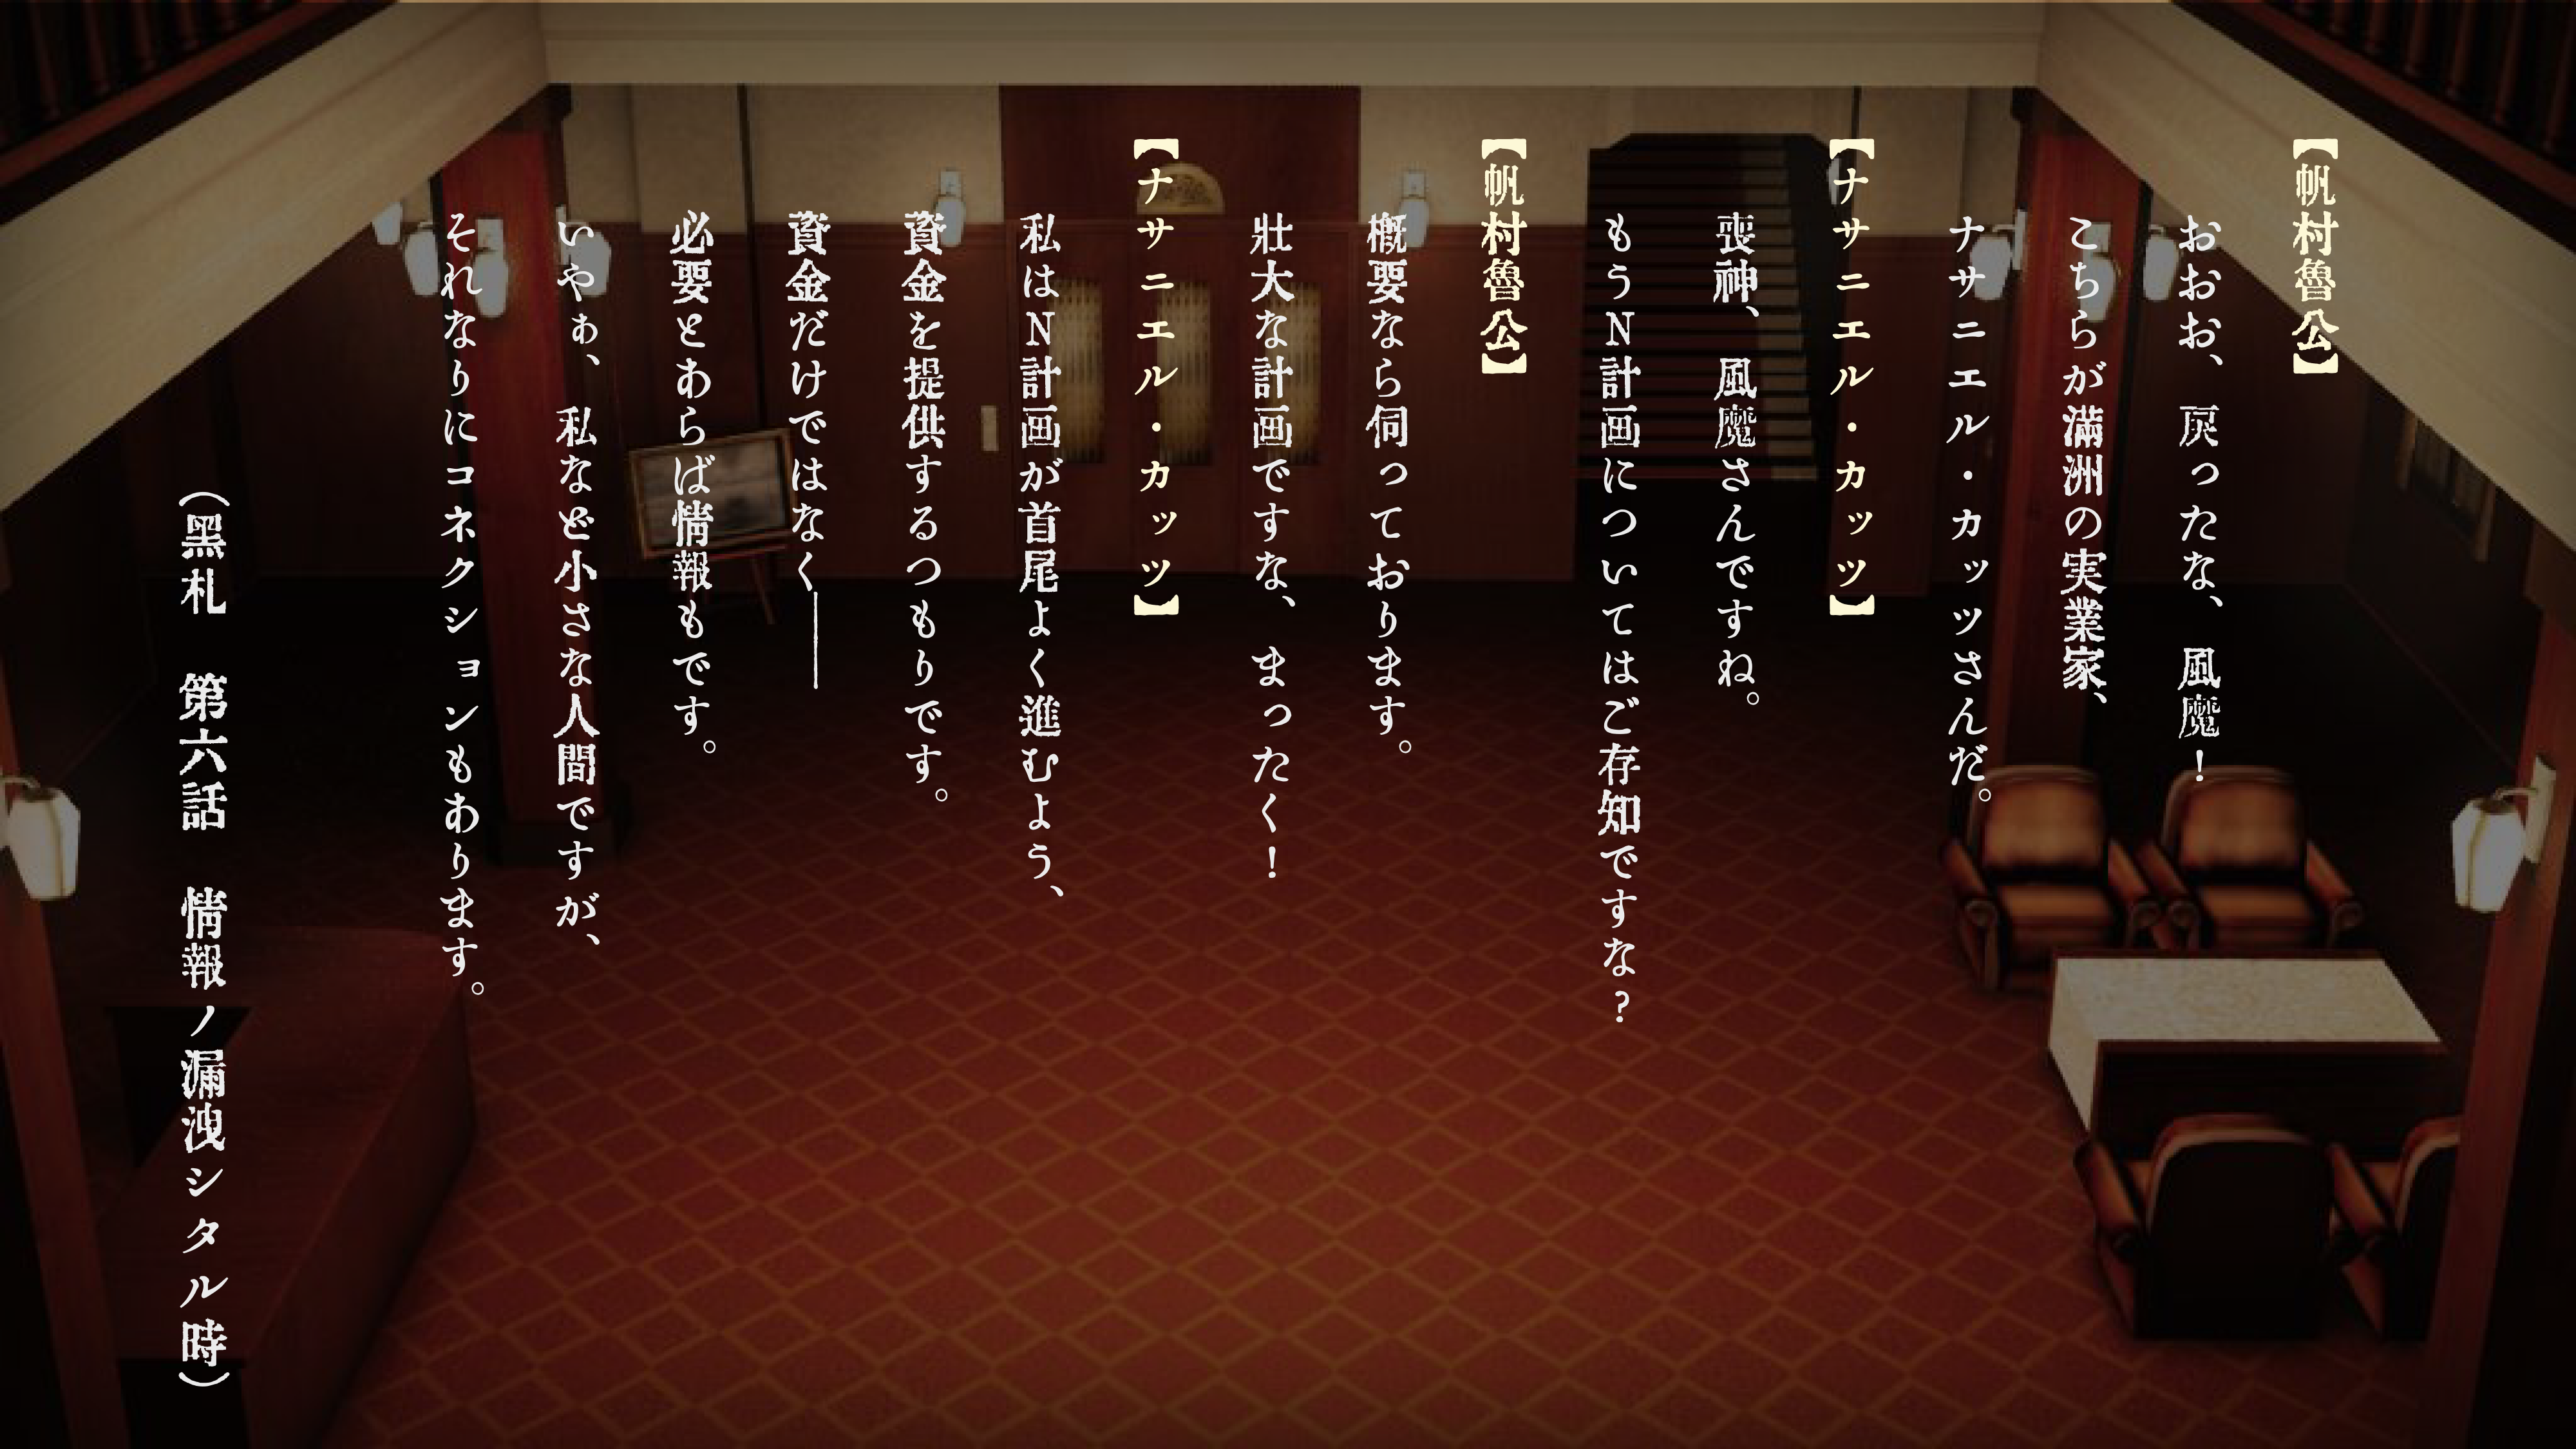 【帆村魯公】
おおお、戻ったな、風魔！
こちらが満洲の実業家、
ナサニエル・カッツさんだ。
【ナサニエル・カッツ】
喪神、風魔さんですね。
もうN計画についてはご存知ですな？
【帆村魯公】
概要なら伺っております。
壮大な計画ですな、まったく！
【ナサニエル・カッツ】
私はN計画が首尾よく進むよう、
資金を提供するつもりです。
資金だけではなく――
必要とあらば情報もです。
いやぁ、私など小さな人間ですが、
それなりにコネクションもあります。
（黑札　第六話　情報ノ漏洩シタル時）